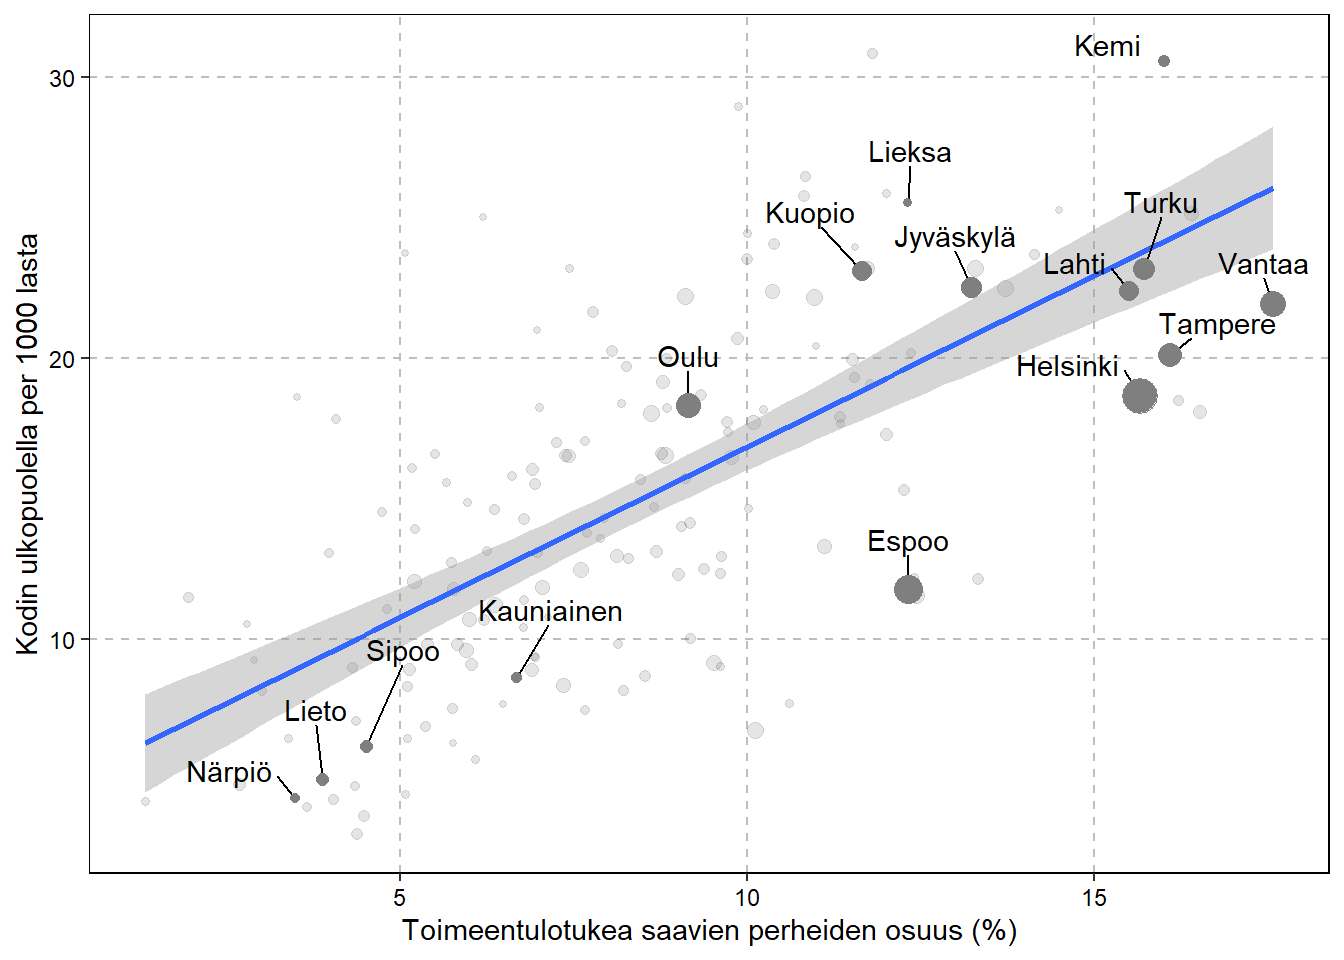 Kodin ulkopuolella per 1000 lasta
30
20
10
Kemi
Lieksa
Kuopio
Turku
Jyväskylä
Lahti
Vantaa
Tampere
Oulu
Helsinki
Espoo
Kauniainen
Sipoo
Lieto
Närpiö
5
10
15
Toimeentulotukea saavien perheiden osuus (%)